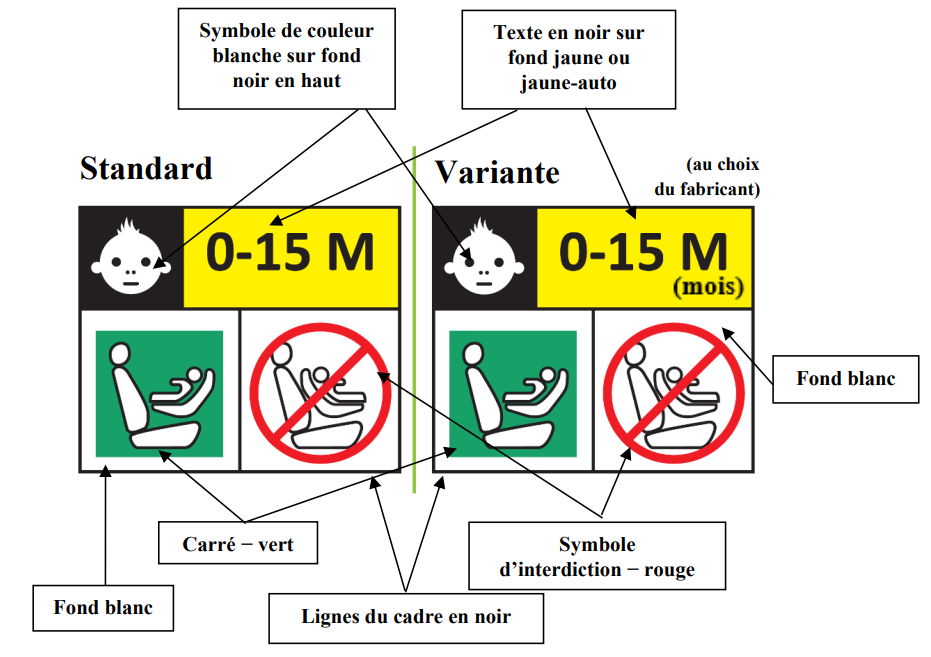 Symbole de couleur
blanche sur fond
noir en haut
Texte en noir sur
fond jaune ou
jaune-auto
Standard
Variante
(au choix
du fabricant)
0-15 M
0-15 M
(mois)
Fond blanc
Carré – vert
Symbole
d’interdiction – rouge
Fond blanc
Lignes du cadre en noir